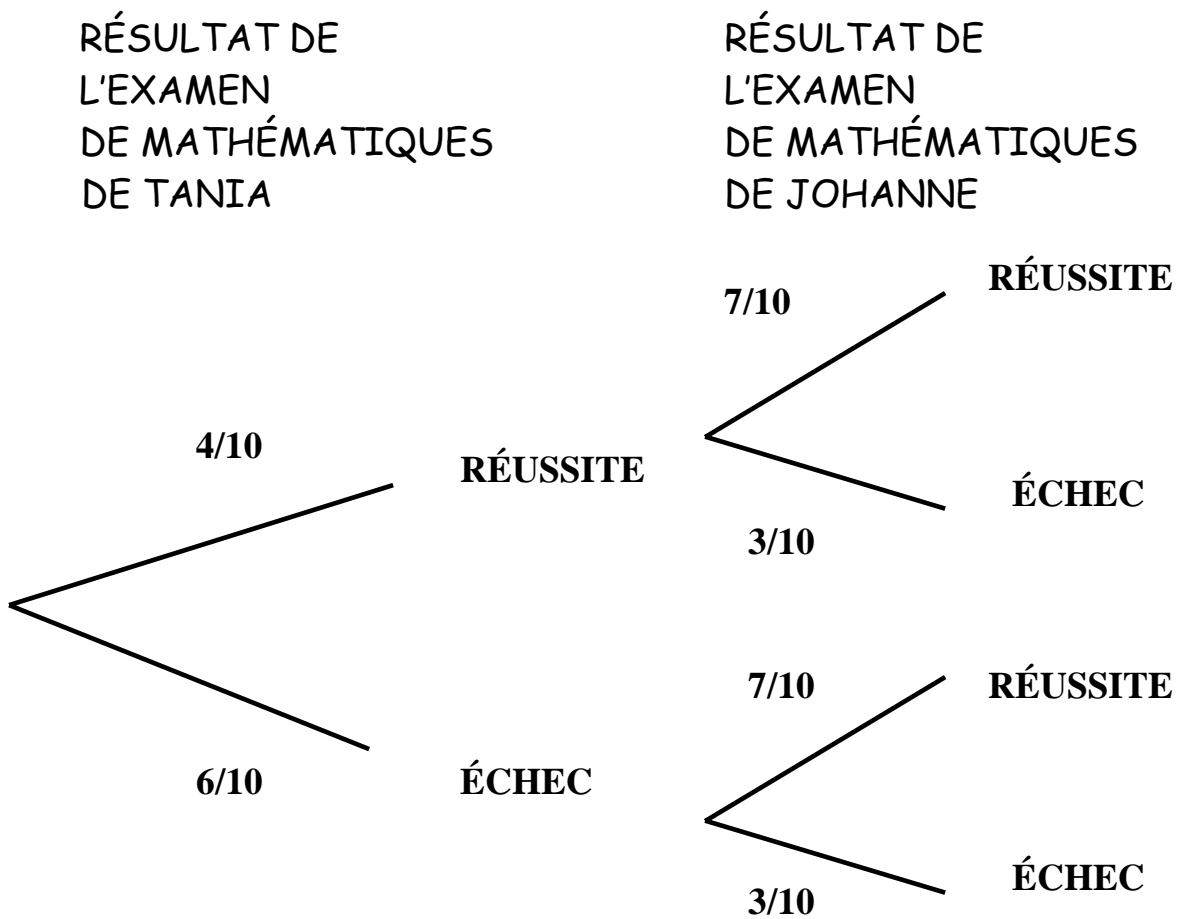 RÉSULTAT DE
L'EXAMEN
DE MATHÉMATIQUES
DE TANIA
RÉSULTAT DE
L'EXAMEN
DE MATHÉMATIQUES
DE JOHANNE
7/10
RÉUSSITE
4/10
RÉUSSITE
3/10
ÉCHEC
6/10
ÉCHEC
7/10
RÉUSSITE
3/10
ÉCHEC